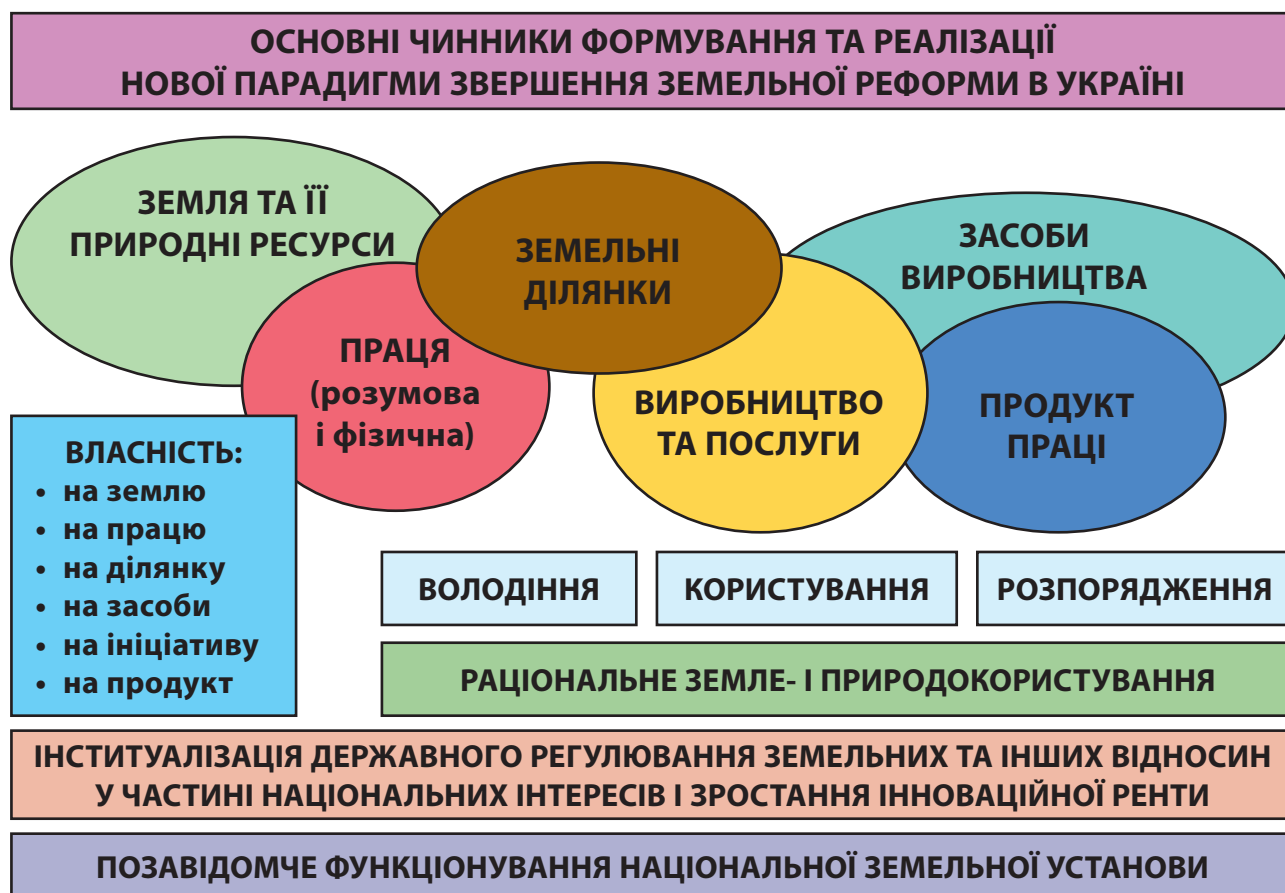 ОСНОВНІ ЧИННИКИ ФОРМУВАННЯ ТА РЕАЛІЗАЦІЇ
НОВОЇ ПАРАДИГМИ ЗВЕРШЕННЯ ЗЕМЕЛЬНОЇ РЕФОРМИ В УКРАЇНІ
ЗЕМЛЯ ТА ЇЇ
ПРИРОДНІ РЕСУРСИ
ЗЕМЕЛЬНІ
ДІЛЯНКИ
ЗАСОБИ
ВИРОБНИЦТВА
ПРАЦЯ
(розумова
і фізична)
ВИРОБНИЦТВО
ТА ПОСЛУГИ
ПРОДУКТ
ПРАЦІ
ВЛАСНІСТЬ:
• на землю
• на працю
• на ділянку
• на засоби
• на ініціативу
• на продукт
ВОЛОДІННЯ
КОРИСТУВАННЯ
РОЗПОРЯДЖЕННЯ
РАЦІОНАЛЬНЕ ЗЕМЛЕ- І ПРИРОДОКОРИСТУВАННЯ
ІНСТИТУАЛІЗАЦІЯ ДЕРЖАВНОГО РЕГУЛЮВАННЯ ЗЕМЕЛЬНИХ ТА ІНШИХ ВІДНОСИН
У ЧАСТИНІ НАЦІОНАЛЬНИХ ІНТЕРЕСІВ І ЗРОСТАННЯ ІННОВАЦІЙНОЇ РЕНТИ
ПОЗАВІДОМЧЕ ФУНКЦІОНУВАННЯ НАЦІОНАЛЬНОЇ ЗЕМЕЛЬНОЇ УСТАНОВИ